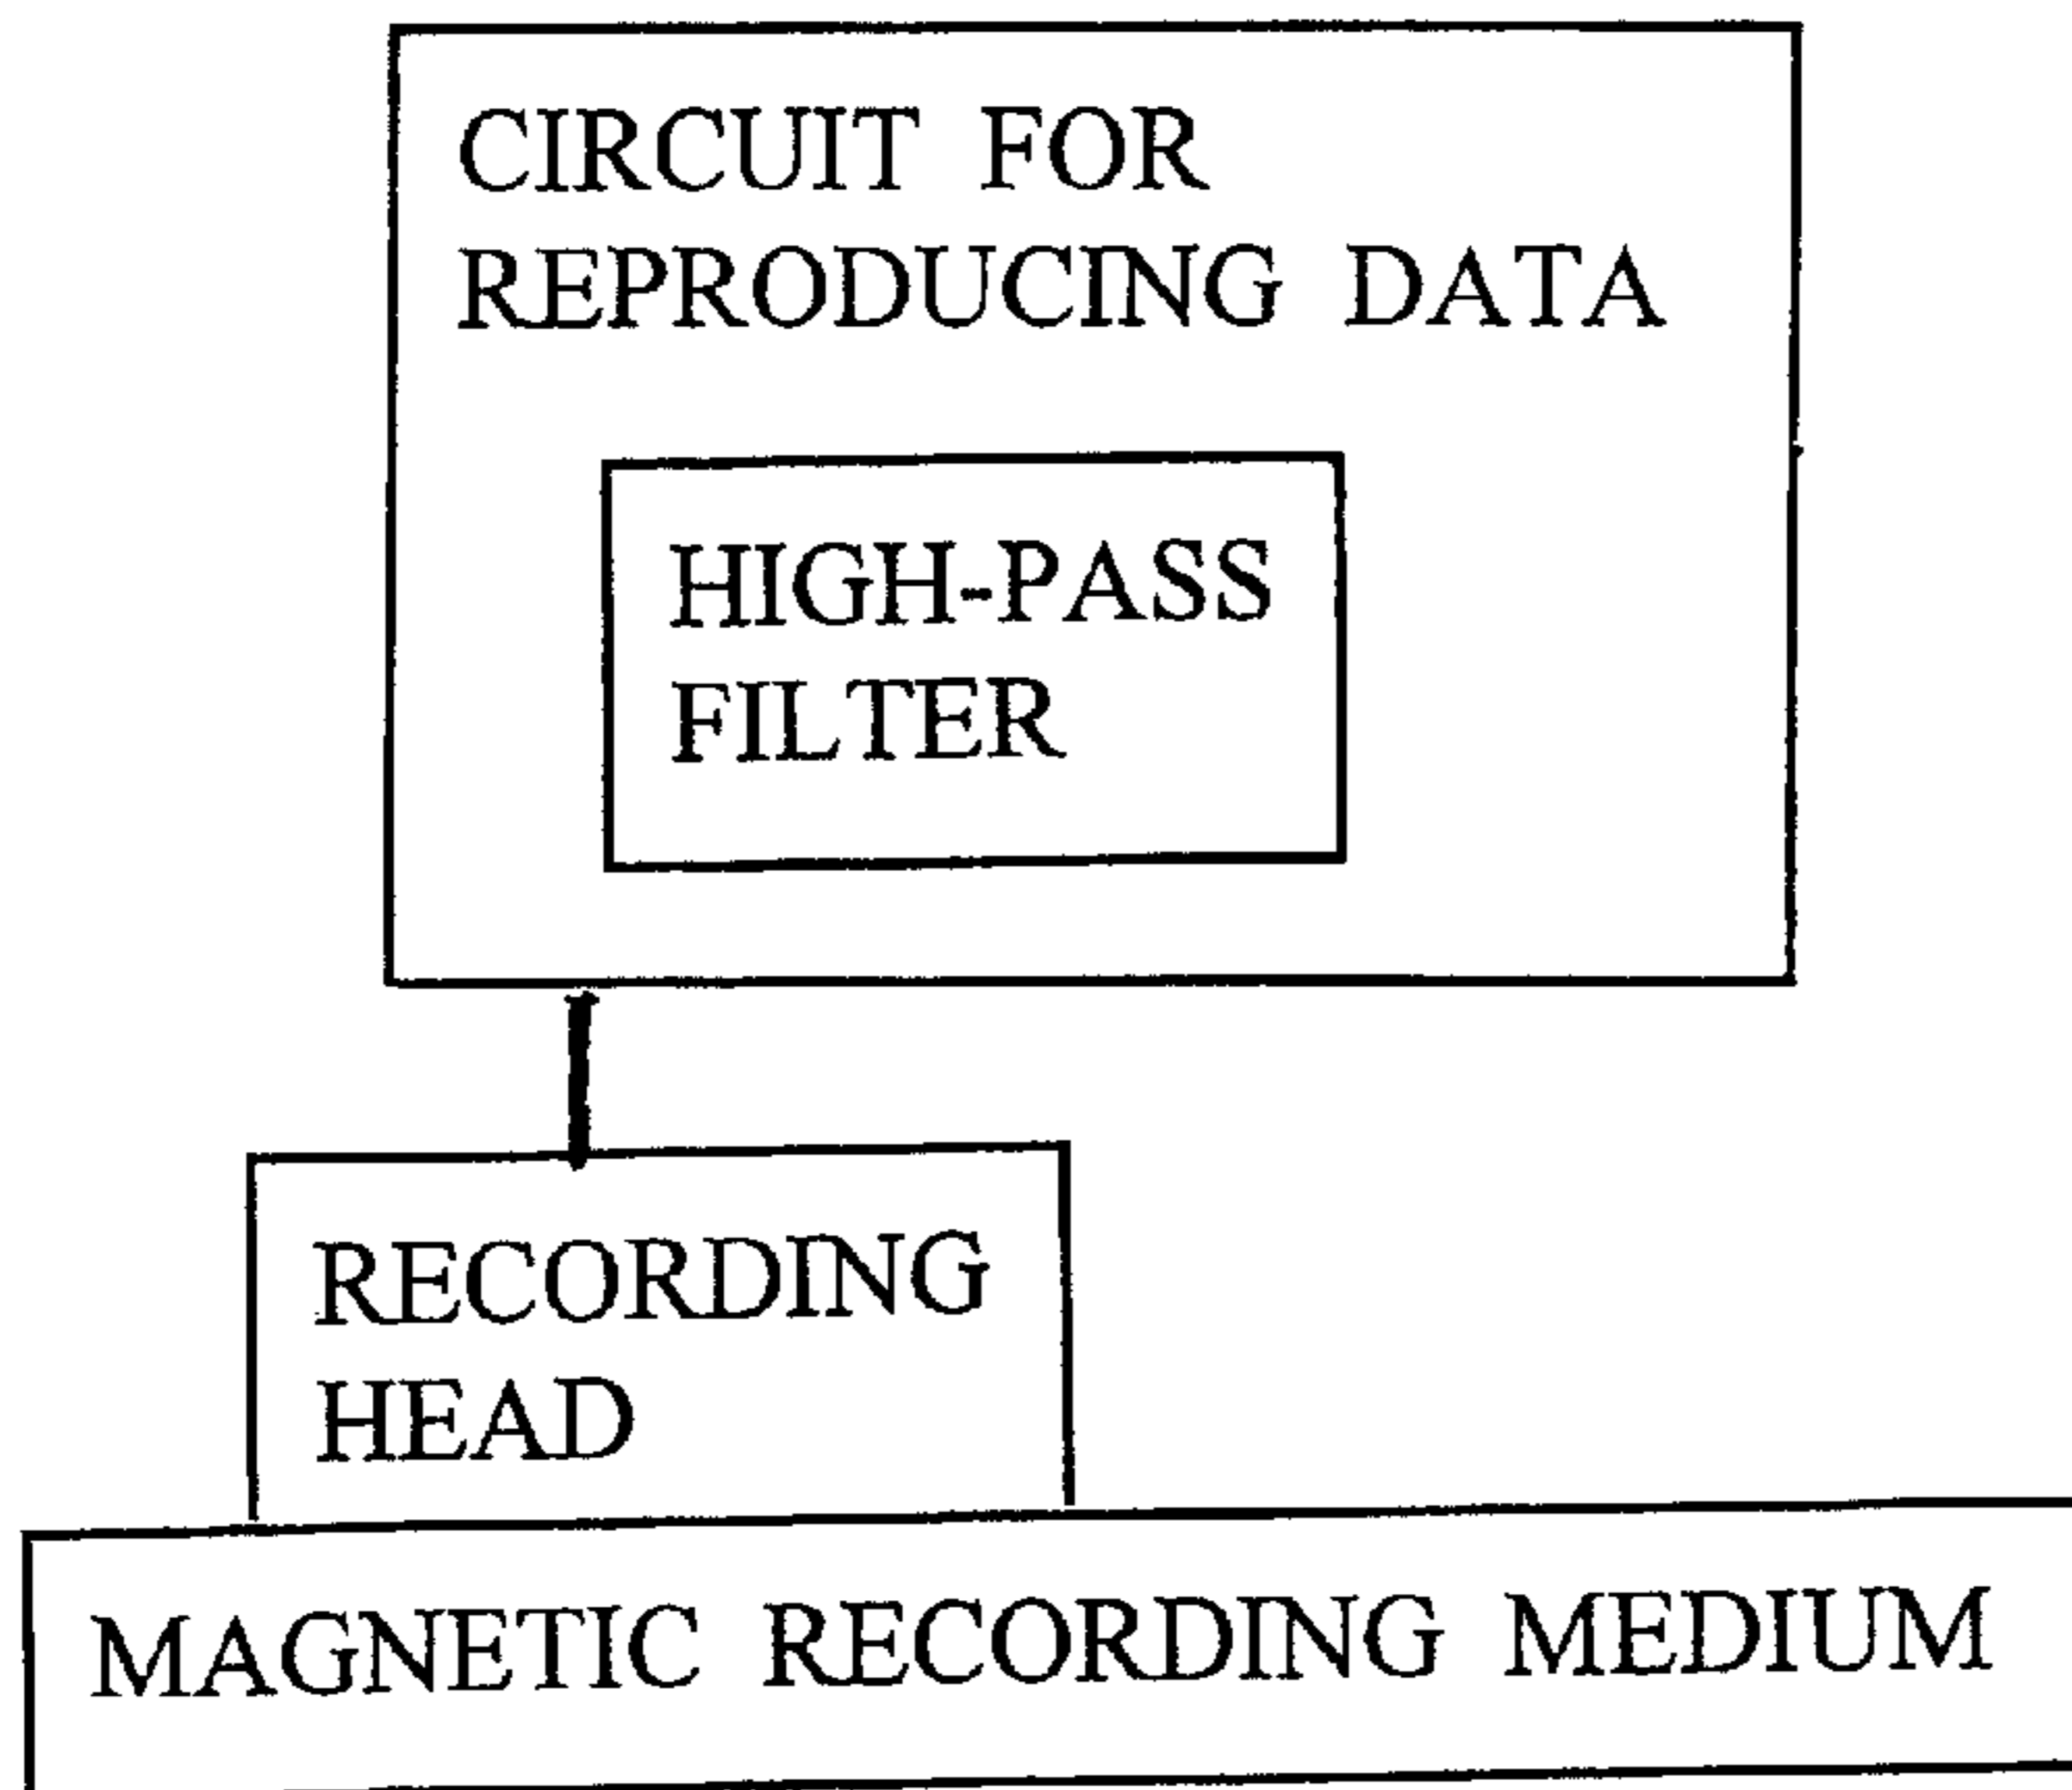 CIRCUIT FOR
REPRODUCING DATA
HIGH-PASS
FILTER
RECORDING
HEAD
MAGNETIC RECORDING MEDIUM